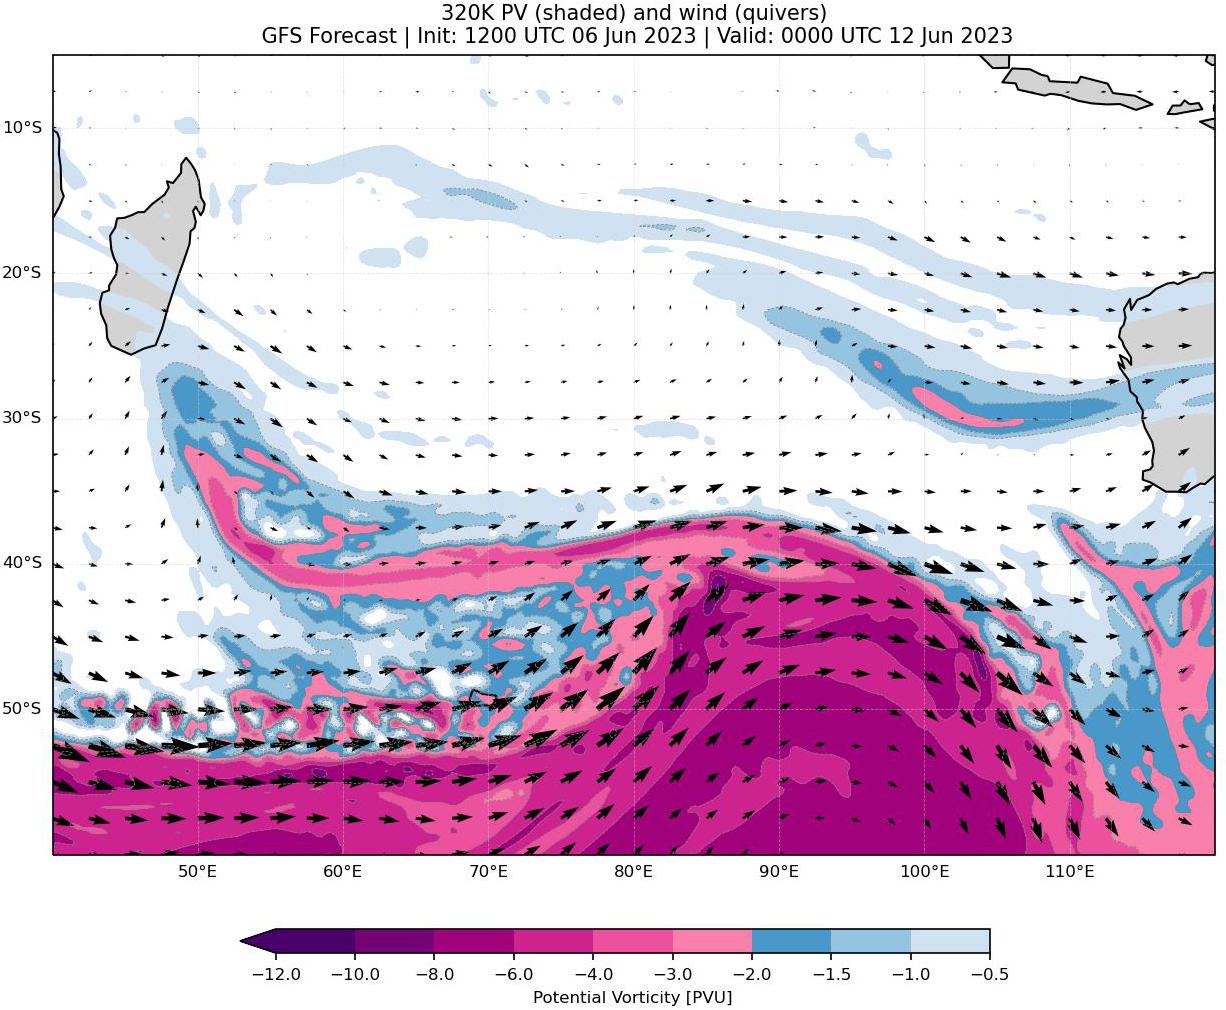 320K PV (shaded) and wind (quivers)
GFS Forecast | Init: 1200 UTC 06 Jun 2023 | Valid: 0000 UTC 12 Jun 2023
10°S
20°S
30°S
40°S
50°S
50°E 60°E 70°E 80°E 90°E 100°E 110°E
−12.0 −10.0 −8.0 −6.0 −4.0 −3.0 −2.0 −1.5 −1.0 −0.5
Potential Vorticity [PVU]